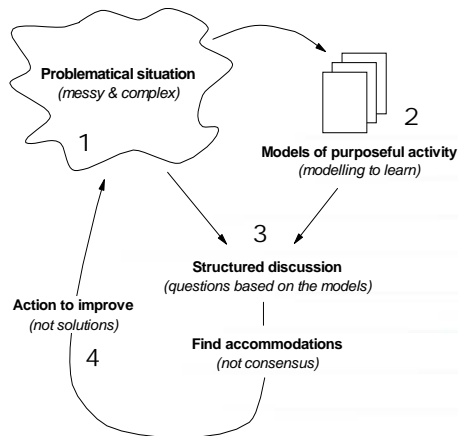 Problematical situation
(messy & complex)
1
2
Models of purposeful activity
(modelling to learn)
3
Structured discussion
(questions based on the models)
Action to improve
(not solutions)
4
Find accommodations
(not consensus)